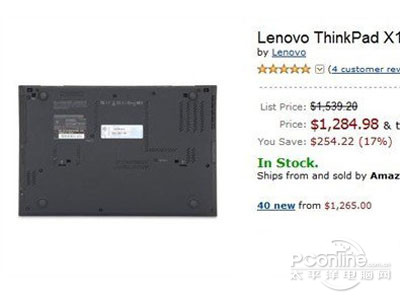 Lenovo ThinkPad X1
by Lenovo
(4 customer rev
List Price: $1,539.20
Price: $1,284.98 & t
You Save: $254.22 (17%)
In Stock.
Ships from and sold by Amaz
40 new from $1,265.00
PConline.com.cn
太平洋电脑网